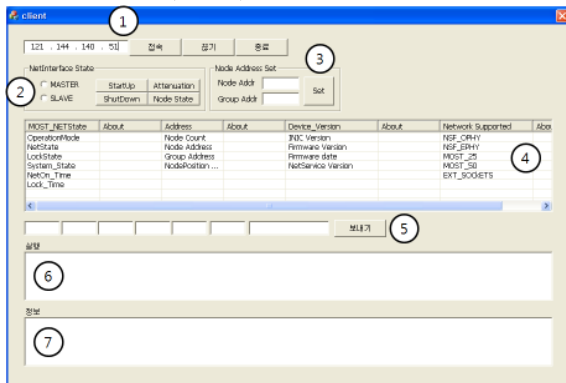 client
1
121 . 144 . 140 . 51 접속 끊기 종료
NetInterface State Node Address Set 3
2 MASTER StartUp Attenuation Node Addr Set
SLAVE ShutDown Node State Group Addr
MOST_NETState About Address About Device_Version About Network Supported Abou
OperationMode Node Count INIC Version NSF_OPHY
NetState Node Address Firmware Version NSF_EPHY
LockState Group Address Firmware date MOST_25 4
System_State NodePosition ... NetService Version MOST_50
NetOn_Time EXT_SOCKETS
Lock_Time
보내기 5
실행
6
정보
7